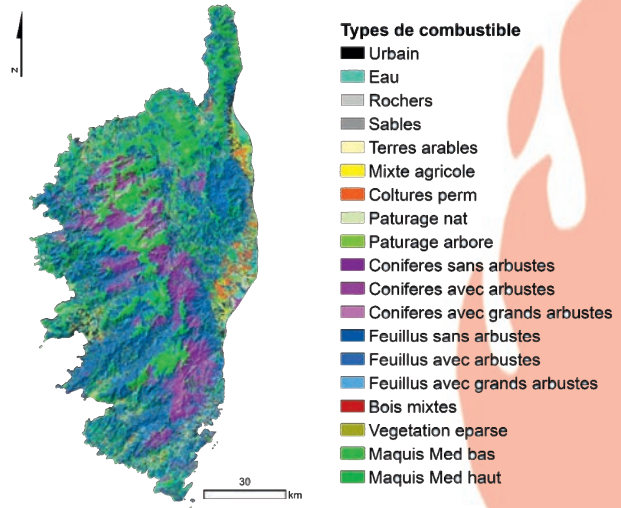 N
Types de combustible
Urbain
Eau
Rochers
Sables
Terres arables
Mixte agricole
Coltures perm
Paturage nat
Paturage arbore
Coniferes sans arbustes
Coniferes avec arbustes
Coniferes avec grands arbustes
Feuillus sans arbustes
Feuillus avec arbustes
Feuillus avec grands arbustes
Bois mixtes
Vegetation eparse
Maquis Med bas
Maquis Med haut
30
km